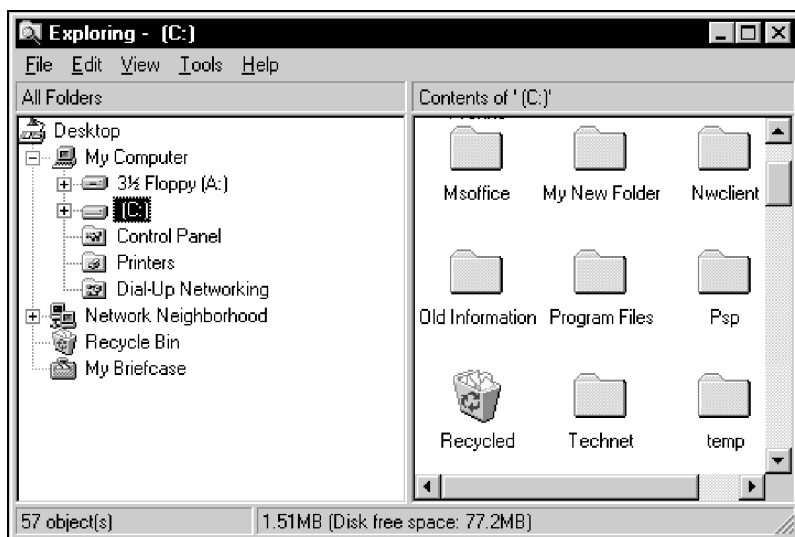 Exploring - (C:)
File Edit View Tools Help
All Folders
Contents of '(C:)'
Desktop
My Computer
3½ Floppy (A:)
(C:)
Control Panel
Printers
Dial-Up Networking
Network Neighborhood
Recycle Bin
My Briefcase
Msoffice My New Folder Nwclient
Old Information Program Files Psp
Recycled Technet temp
57 object(s)
1.51MB (Disk free space: 77.2MB)